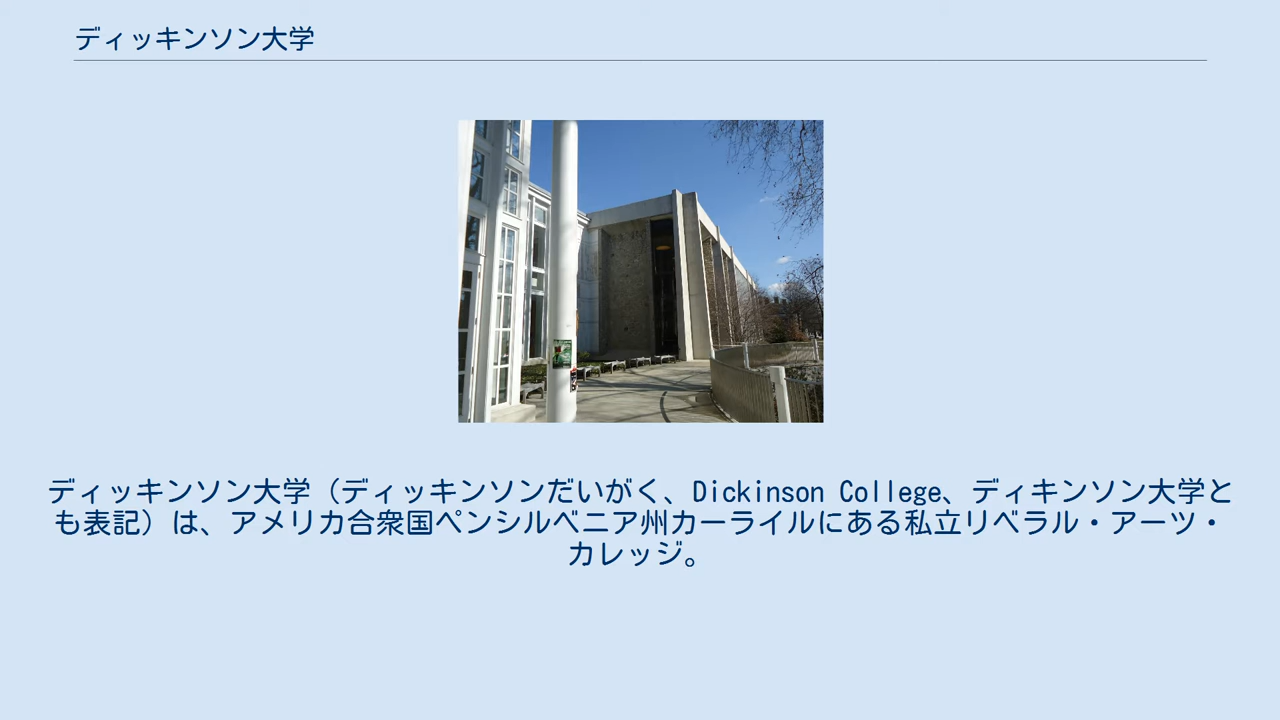 ディッキンソン大学
ディッキンソン大学（ディッキンソンだいがく、Dickinson College、ディキンソン大学と
も表記）は、アメリカ合衆国ペンシルベニア州カーライルにある私立リベラル・アーツ・
カレッジ。